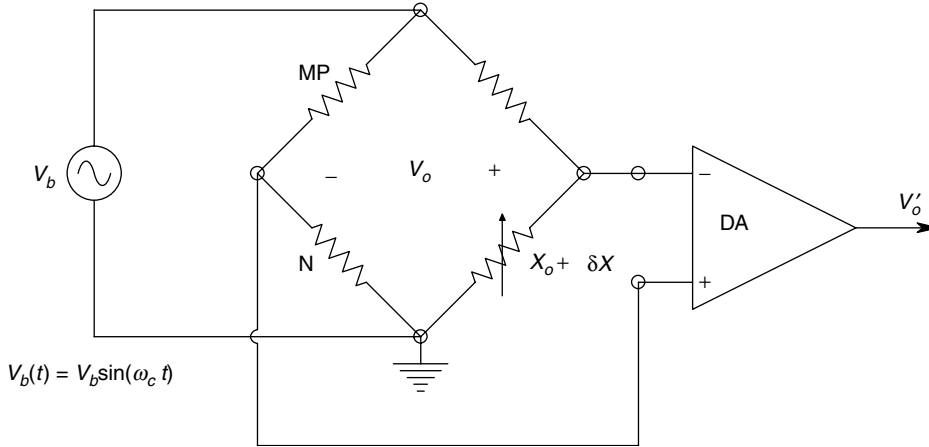 MP
V_b
− V_o +
−
DA
V_o′
N
X_o + δX
+
V_b(t) = V_b sin(ω_c t)